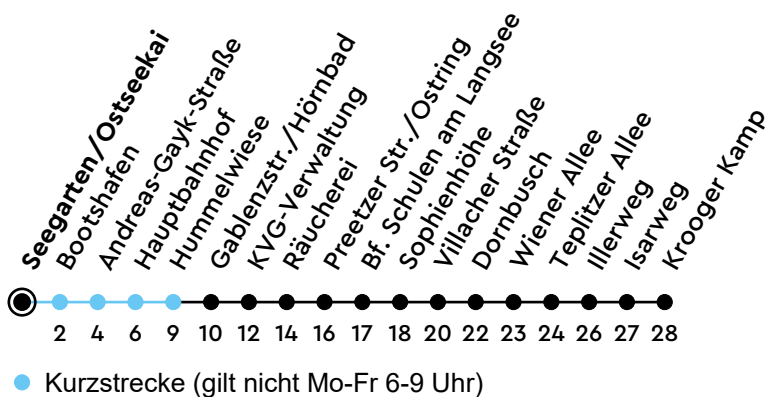 Seegarten/Ostseekai
Bootshafen
Andreas-Gayk-Straße
Hauptbahnhof
Hummelwiese
Gablenzstr./Hörnbad
KVG-Verwaltung
Räucherei
Preetzer Str./Ostring
Bf. Schulen am Langsee
Sophienhöhe
Villacher Straße
Dornbusch
Wiener Allee
Teplitzer Allee
Illerweg
Isarweg
Krooger Kamp
2 4 6 9 10 12 14 16 17 18 20 22 23 24 26 27 28
Kurzstrecke (gilt nicht Mo-Fr 6-9 Uhr)